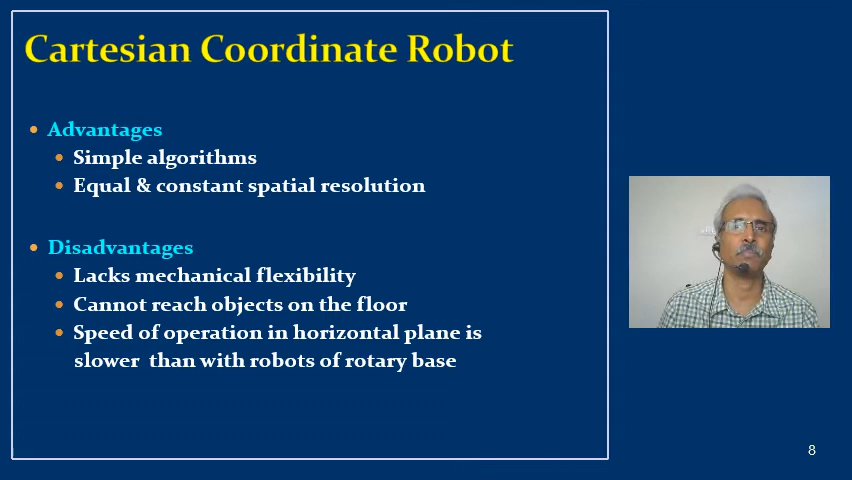 Cartesian Coordinate Robot
• Advantages
• Simple algorithms
• Equal & constant spatial resolution
• Disadvantages
• Lacks mechanical flexibility
• Cannot reach objects on the floor
• Speed of operation in horizontal plane is
slower than with robots of rotary base
8